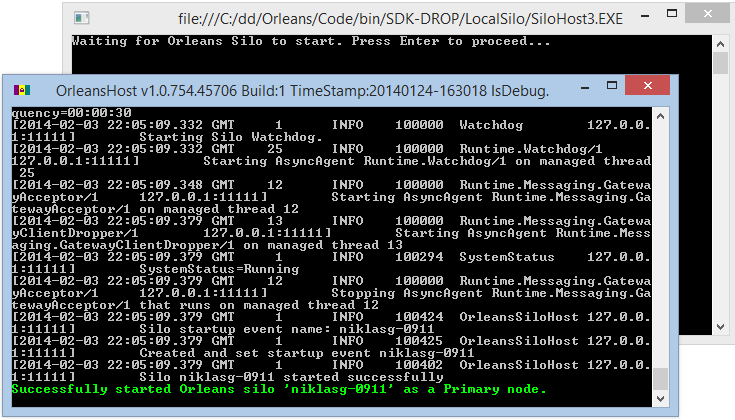 file:///C:/dd/Orleans/Code/bin/SDK-DROP/LocalSilo/SiloHost3.EXE
Waiting for Orleans Silo to start. Press Enter to proceed...
OrleansHost v1.0.754.45706 Build:1 TimeStamp:20140124-163018 IsDebug.
quency=00:00:30
[2014-02-03 22:05:09.332 GMT     1      INFO    100000  Watchdog        127.0.0.
1:11111]        Starting Silo Watchdog.
[2014-02-03 22:05:09.332 GMT    25      INFO    100000  Runtime.Watchdog/1
127.0.0.1:11111]        Starting AsyncAgent Runtime.Watchdog/1 on managed thread
 25
[2014-02-03 22:05:09.348 GMT    12      INFO    100000  Runtime.Messaging.Gatewa
yAcceptor/1     127.0.0.1:11111]        Starting AsyncAgent Runtime.Messaging.Ga
tewayAcceptor/1 on managed thread 12
[2014-02-03 22:05:09.379 GMT    13      INFO    100000  Runtime.Messaging.Gatewa
yClientDropper/1        127.0.0.1:11111]        Starting AsyncAgent Runtime.Mess
aging.GatewayClientDropper/1 on managed thread 13
[2014-02-03 22:05:09.379 GMT     1      INFO    100294  SystemStatus    127.0.0.
1:11111]        SystemStatus=Running
[2014-02-03 22:05:09.379 GMT    12      INFO    100000  Runtime.Messaging.Gatewa
yAcceptor/1     127.0.0.1:11111]        Stopping AsyncAgent Runtime.Messaging.Ga
tewayAcceptor/1 that runs on managed thread 12
[2014-02-03 22:05:09.379 GMT     1      INFO    100424  OrleansSiloHost 127.0.0.
1:11111]        Silo startup event name: niklasg-0911
[2014-02-03 22:05:09.379 GMT     1      INFO    100425  OrleansSiloHost 127.0.0.
1:11111]        Created and set startup event niklasg-0911
[2014-02-03 22:05:09.379 GMT     1      INFO    100402  OrleansSiloHost 127.0.0.
1:11111]        Silo niklasg-0911 started successfully
Successfully started Orleans silo 'niklasg-0911' as a Primary node.